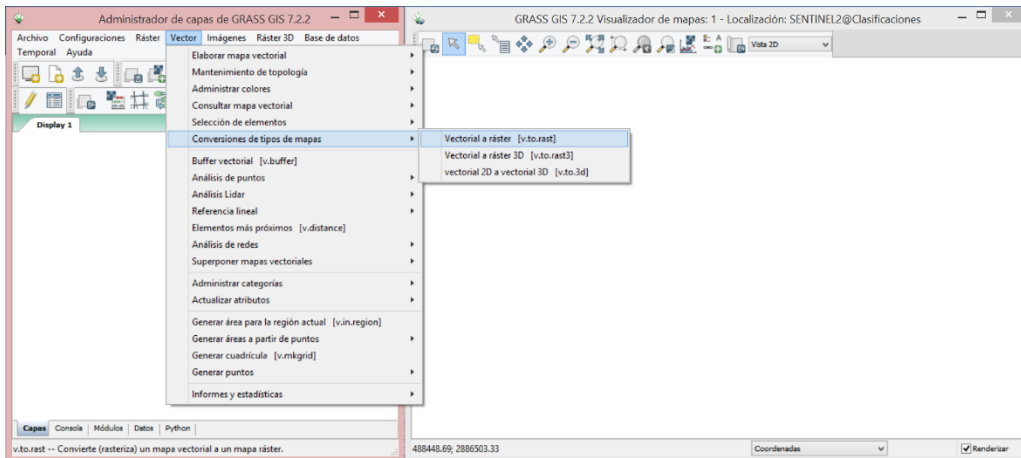 Administrador de capas de GRASS GIS 7.2.2
Archivo Configuraciones Ráster Vector Imágenes Ráster 3D Base de datos
Temporal Ayuda
Display 1
Elaborar mapa vectorial
Mantenimiento de topología
Administrar colores
Consultar mapa vectorial
Selección de elementos
Conversiones de tipos de mapas
Buffer vectorial [v.buffer]
Análisis de puntos
Análisis Lidar
Referencia lineal
Elementos más próximos [v.distance]
Análisis de redes
Superponer mapas vectoriales
Administrar categorías
Actualizar atributos
Generar área para la región actual [v.in.region]
Generar áreas a partir de puntos
Generar cuadrícula [v.mkgrid]
Generar puntos
Informes y estadísticas
Vectorial a ráster [v.to.rast]
Vectorial a ráster 3D [v.to.rast3]
vectorial 2D a vectorial 3D [v.to.3d]
Capas Consola Módulos Datos Python
v.to.rast -- Convierte (rasteriza) un mapa vectorial a un mapa ráster.
GRASS GIS 7.2.2 Visualizador de mapas: 1 - Localización: SENTINEL2@Clasificaciones
Vista 2D
488448.69; 2886503.33
Coordenadas
Renderizar